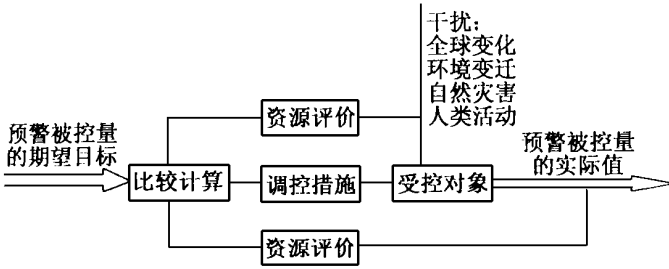 干扰：
全球变化
环境变迁
自然灾害
人类活动
资源评价
预警被控量
的期望目标
预警被控量
的实际值
比较计算
调控措施
受控对象
资源评价